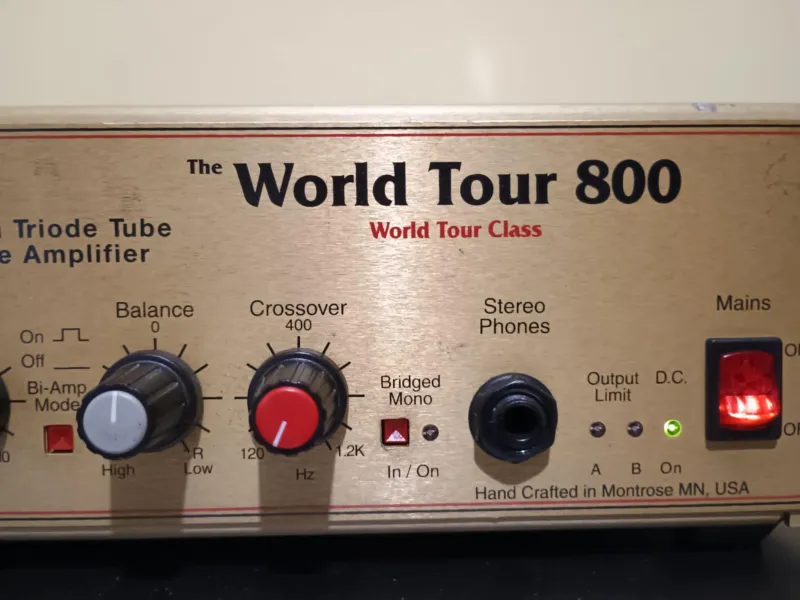 The World Tour 800
World Tour Class
Triode Tube
Amplifier
Balance
0
On
Off
Bi-Amp
Mode
High
R
Low
Crossover
400
120
1.2K
Hz
Bridged
Mono
In / On
Stereo
Phones
Output
Limit
D.C.
A B On
Mains
Hand Crafted in Montrose MN, USA